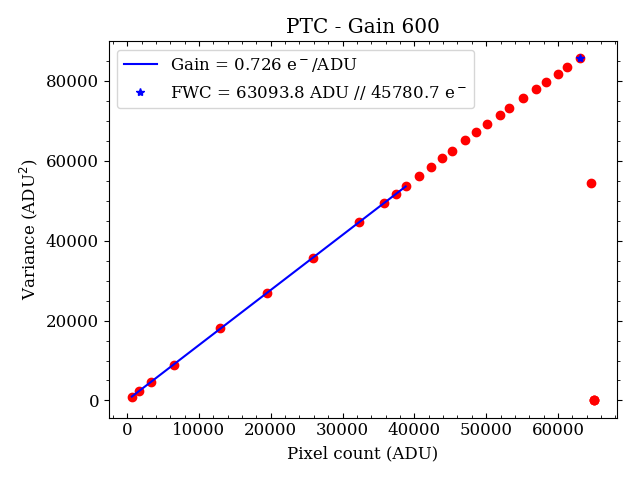 PTC - Gain 600
Gain = 0.726 e⁻/ADU
FWC = 63093.8 ADU // 45780.7 e⁻
Variance (ADU²)
80000
60000
40000
20000
0
0 10000 20000 30000 40000 50000 60000
Pixel count (ADU)